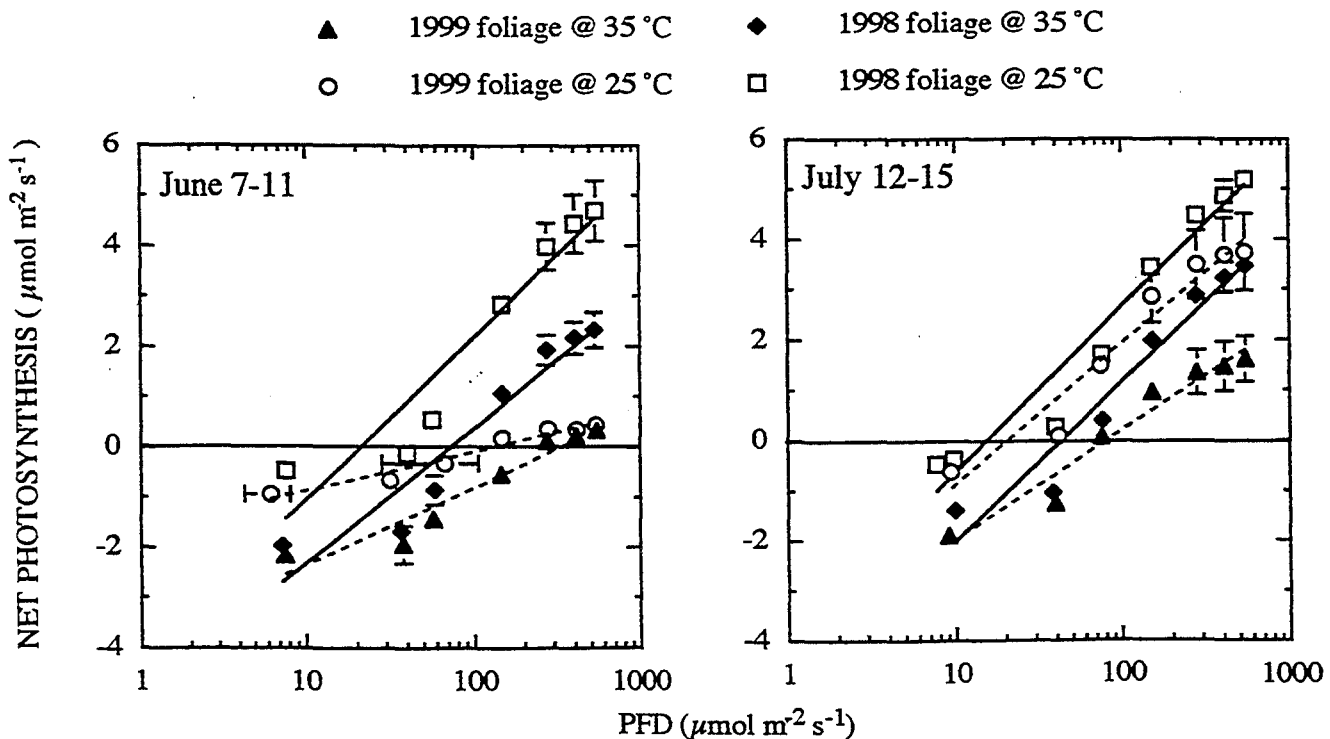 1999 foliage @ 35 °C
1998 foliage @ 35 °C
1999 foliage @ 25 °C
1998 foliage @ 25 °C
NET PHOTOSYNTHESIS ( µmol m-2 s-1 )
June 7-11
6
4
2
0
-2
-4
1
10
100
1000
July 12-15
6
4
2
0
-2
-4
1
10
100
1000
PFD (µmol m-2 s-1)